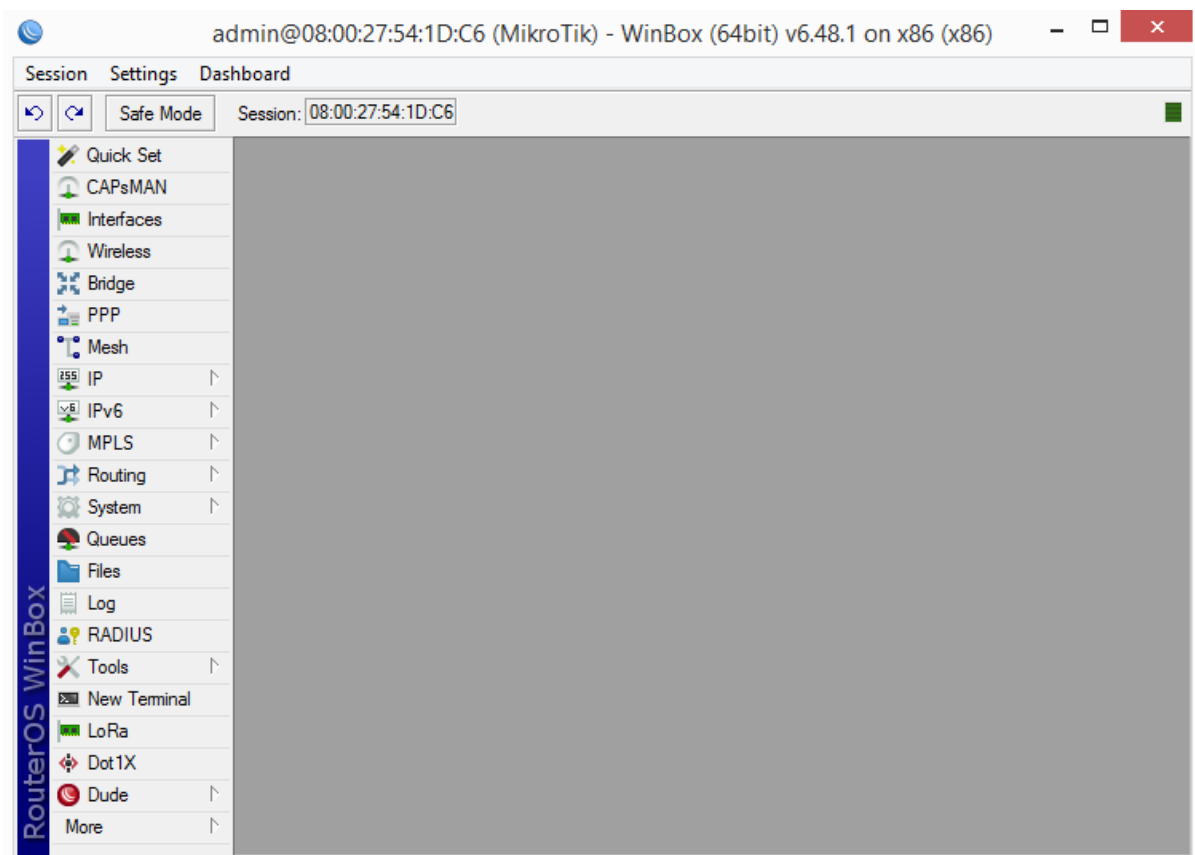 admin@08:00:27:54:1D:C6 (MikroTik) - WinBox (64bit) v6.48.1 on x86 (x86)
Session Settings Dashboard
Safe Mode Session: 08:00:27:54:1D:C6
Quick Set
CAPsMAN
Interfaces
Wireless
Bridge
PPP
Mesh
255 IP
v6 IPv6
MPLS
Routing
System
Queues
Files
Log
RADIUS
Tools
New Terminal
LoRa
Dot1X
Dude
More
RouterOS WinBox